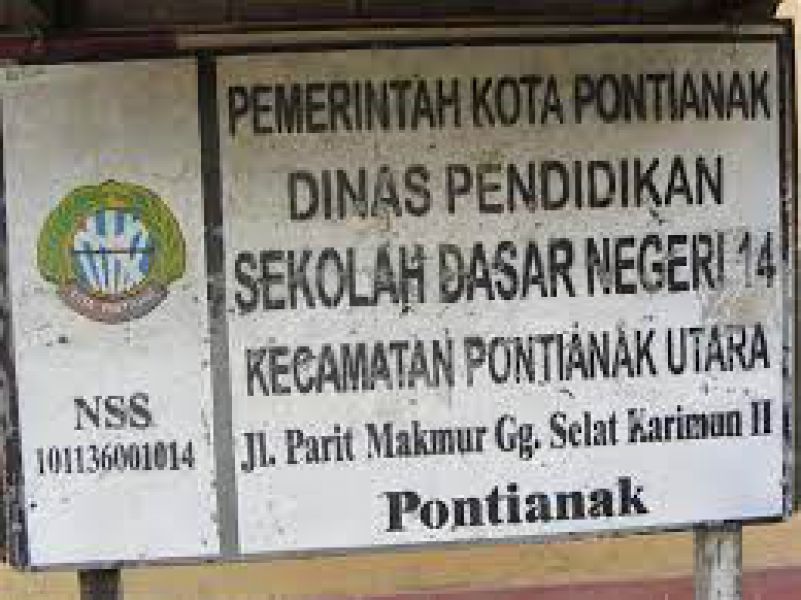 PEMERINTAH KOTA PONTIANAK
DINAS PENDIDIKAN
SEKOLAH DASAR NEGERI 14
KECAMATAN PONTIANAK UTARA
Jl. Parit Makmur Gg. Selat Karimun II
Pontianak
NSS
101136001014